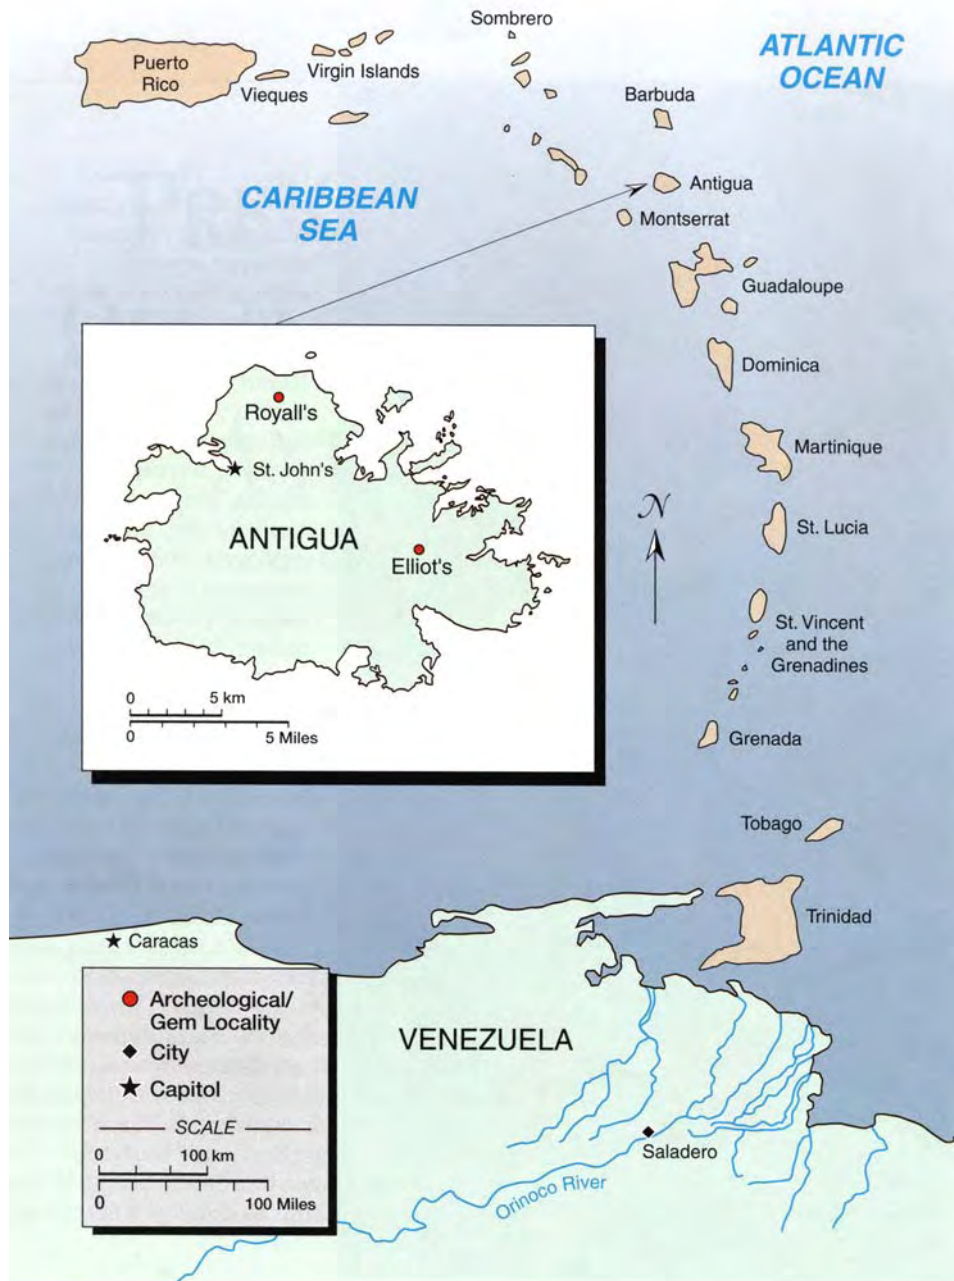 Sombrero
ATLANTIC
OCEAN
Puerto
Rico
Virgin Islands
Vieques
Barbuda
CARIBBEAN
SEA
Antigua
Montserrat
Guadaloupe
Dominica
Martinique
N
St. Lucia
St. Vincent
and the
Grenadines
Grenada
Tobago
Trinidad
Royall's
St. John's
ANTIGUA
Elliot's
0 5 km
0 5 Miles
Caracas
VENEZUELA
Saladero
Orinoco River
Archeological/
Gem Locality
City
Capitol
SCALE
0 100 km
0 100 Miles